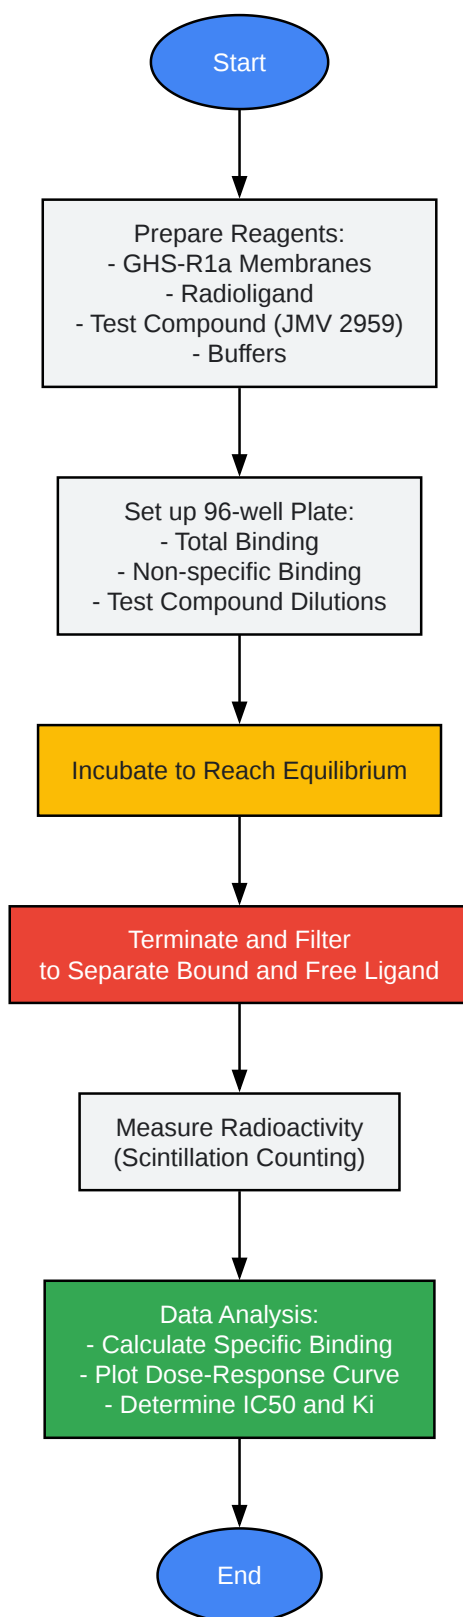 Start
Prepare Reagents:
- GHS-R1a Membranes
- Radioligand
- Test Compound (JMV 2959)
- Buffers
Set up 96-well Plate:
- Total Binding
- Non-specific Binding
- Test Compound Dilutions
Incubate to Reach Equilibrium
Terminate and Filter
to Separate Bound and Free Ligand
Measure Radioactivity
(Scintillation Counting)
Data Analysis:
- Calculate Specific Binding
- Plot Dose-Response Curve
- Determine IC50 and Ki
End